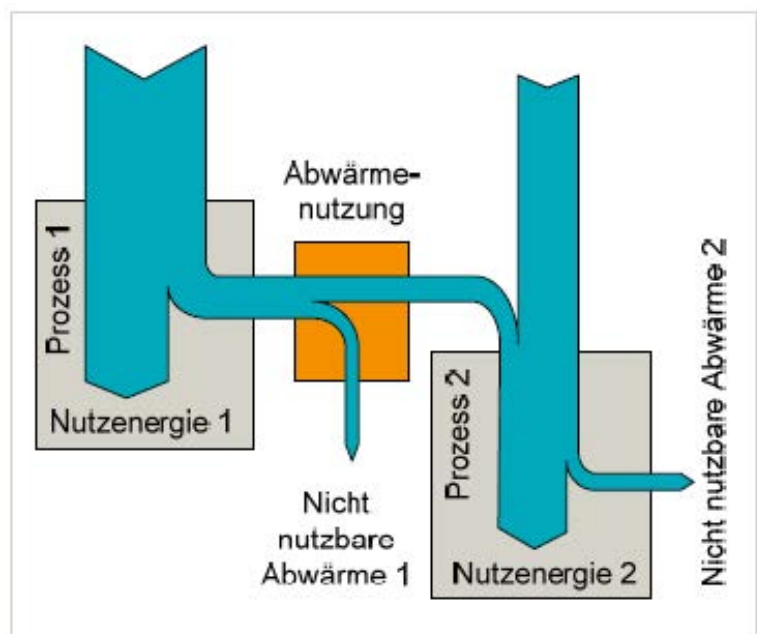 Prozess 1
Nutzenergie 1
Abwärme-
nutzung
Nicht
nutzbare
Abwärme 1
Prozess 2
Nutzenergie 2
Nicht nutzbare Abwärme 2